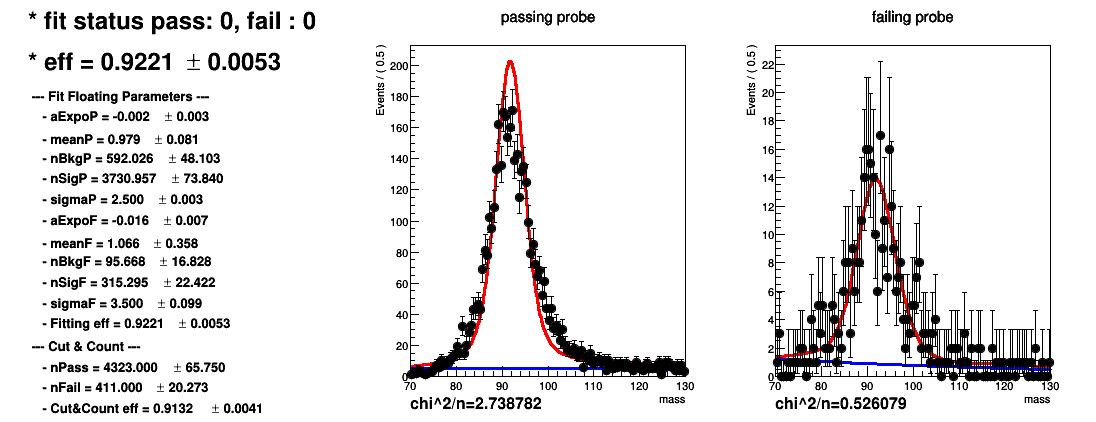 * fit status pass: 0, fail : 0
* eff = 0.9221 ± 0.0053
--- Fit Floating Parameters ---
- aExpoP = -0.002 ± 0.003
- meanP = 0.979 ± 0.081
- nBkgP = 592.026 ± 48.103
- nSigP = 3730.957 ± 73.840
- sigmaP = 2.500 ± 0.003
- aExpoF = -0.016 ± 0.007
- meanF = 1.066 ± 0.358
- nBkgF = 95.668 ± 16.828
- nSigF = 315.295 ± 22.422
- sigmaF = 3.500 ± 0.099
- Fitting eff = 0.9221 ± 0.0053
--- Cut & Count ---
- nPass = 4323.000 ± 65.750
- nFail = 411.000 ± 20.273
- Cut&Count eff = 0.9132 ± 0.0041
passing probe
Events / ( 0.5 )
200
180
160
140
120
100
80
60
40
20
0
70 80 90 100 110 120 130
mass
chi^2/n=2.738782
failing probe
Events / ( 0.5 )
22
20
18
16
14
12
10
8
6
4
2
0
70 80 90 100 110 120 130
mass
chi^2/n=0.526079